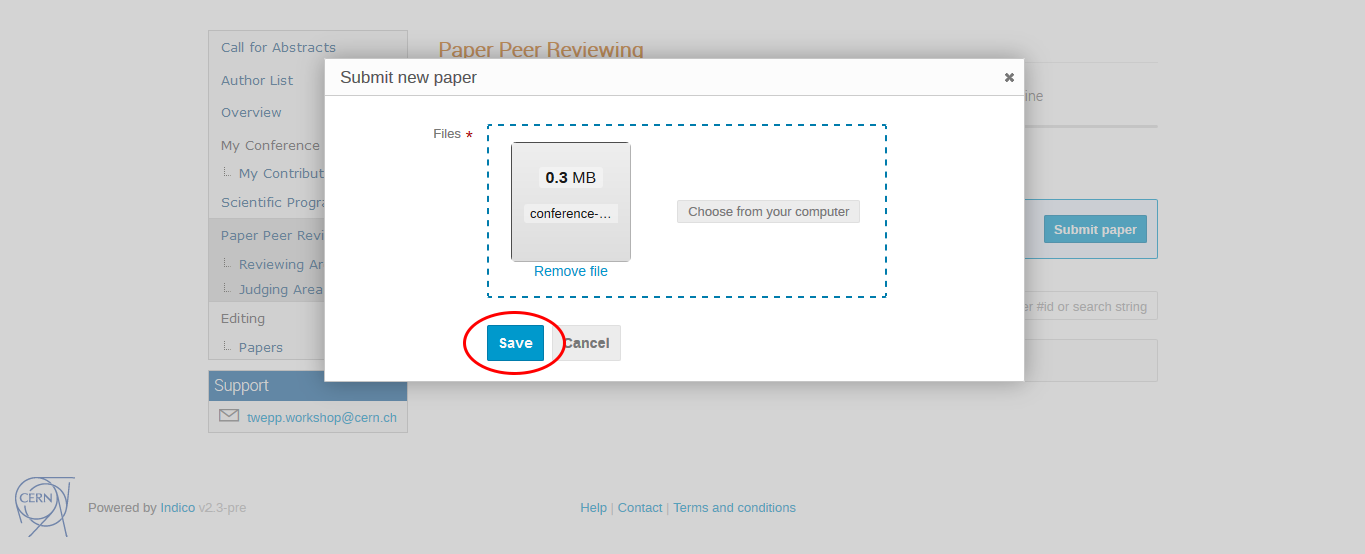 Call for Abstracts
Author List
Overview
My Conference
My Contribut
Scientific Progra
Paper Peer Revi
Reviewing Ar
Judging Area
Editing
Papers
Support
twepp.workshop@cern.ch
Paper Peer Reviewing
ine
Submit new paper
Files *
0.3 MB
conference-...
Remove file
Choose from your computer
Save
Cancel
Submit paper
er #id or search string
CERN
Powered by Indico v2.3-pre
Help | Contact | Terms and conditions